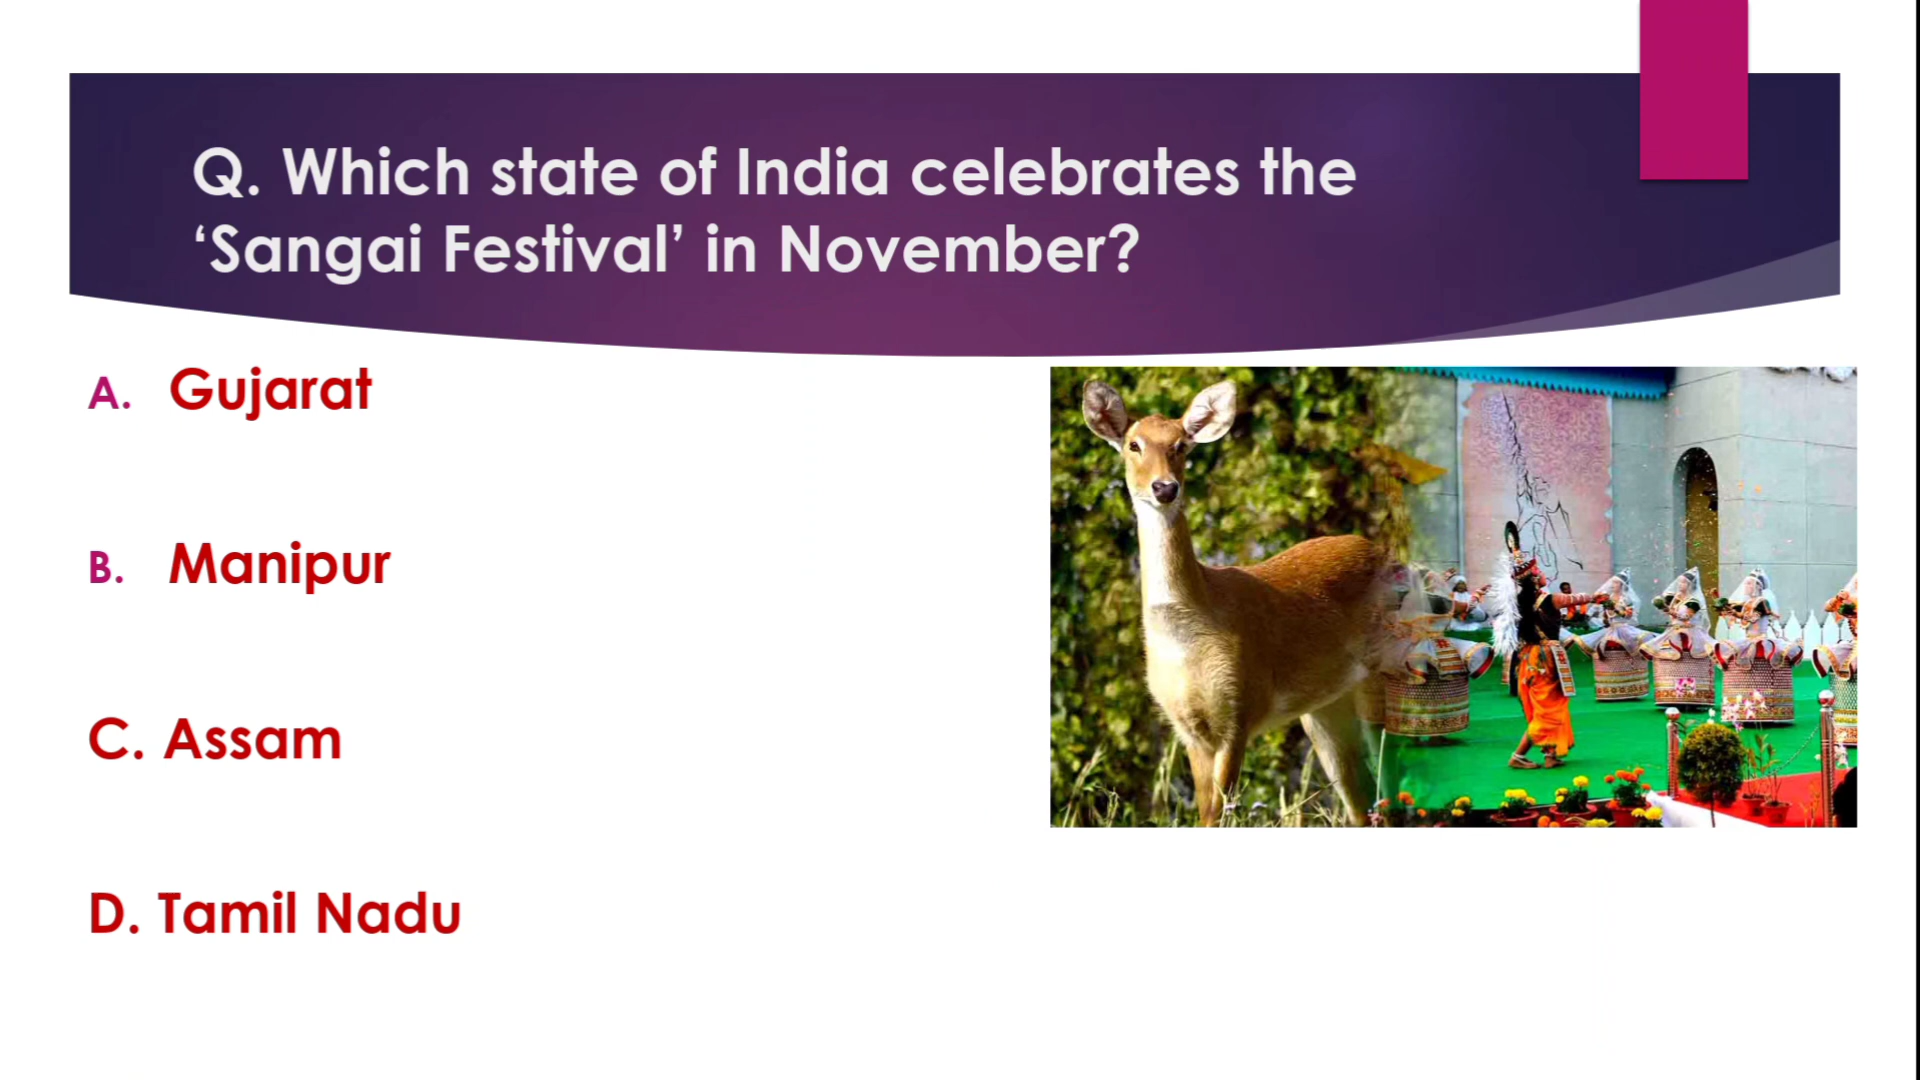 Q. Which state of India celebrates the
‘Sangai Festival’ in November?
A. Gujarat
B. Manipur
C. Assam
D. Tamil Nadu